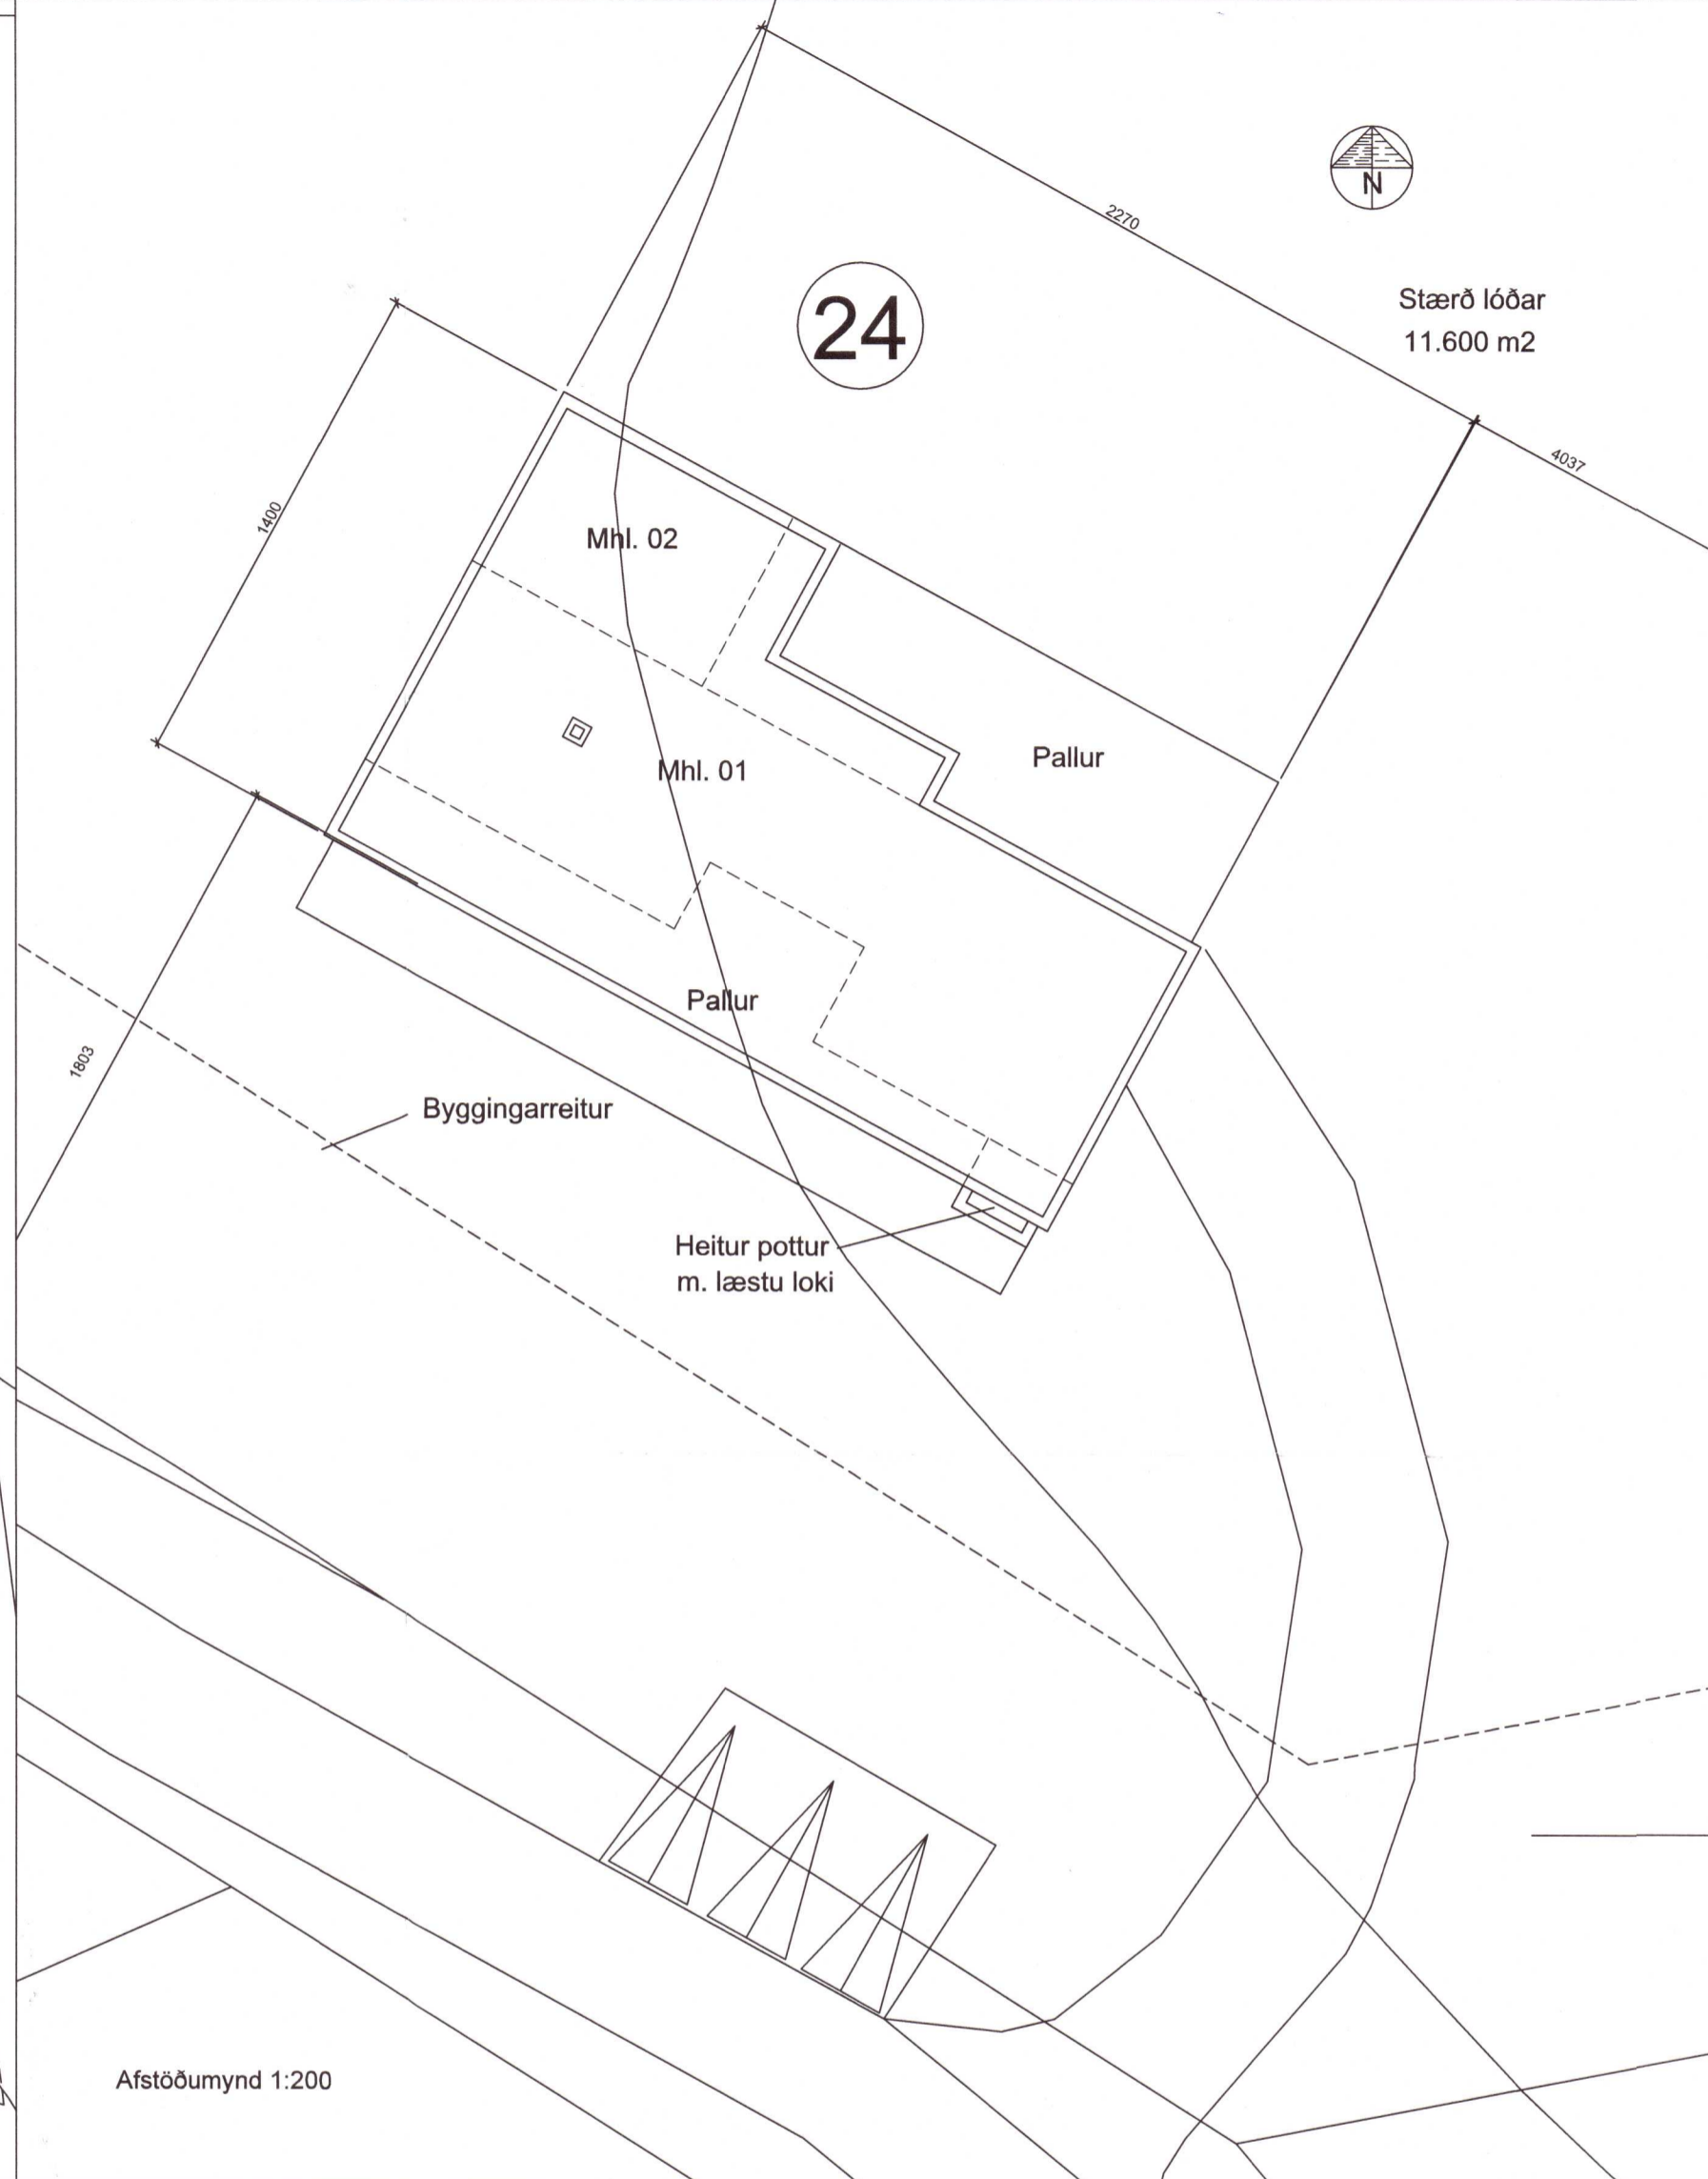 N
2270
Stærð lóðar
11.600 m2
24
4037
1400
Mhl. 02
Pallur
Mhl. 01
Pallur
1803
Byggingarreitur
Heitur pottur
m. læstu loki
Afstöðumynd 1:200